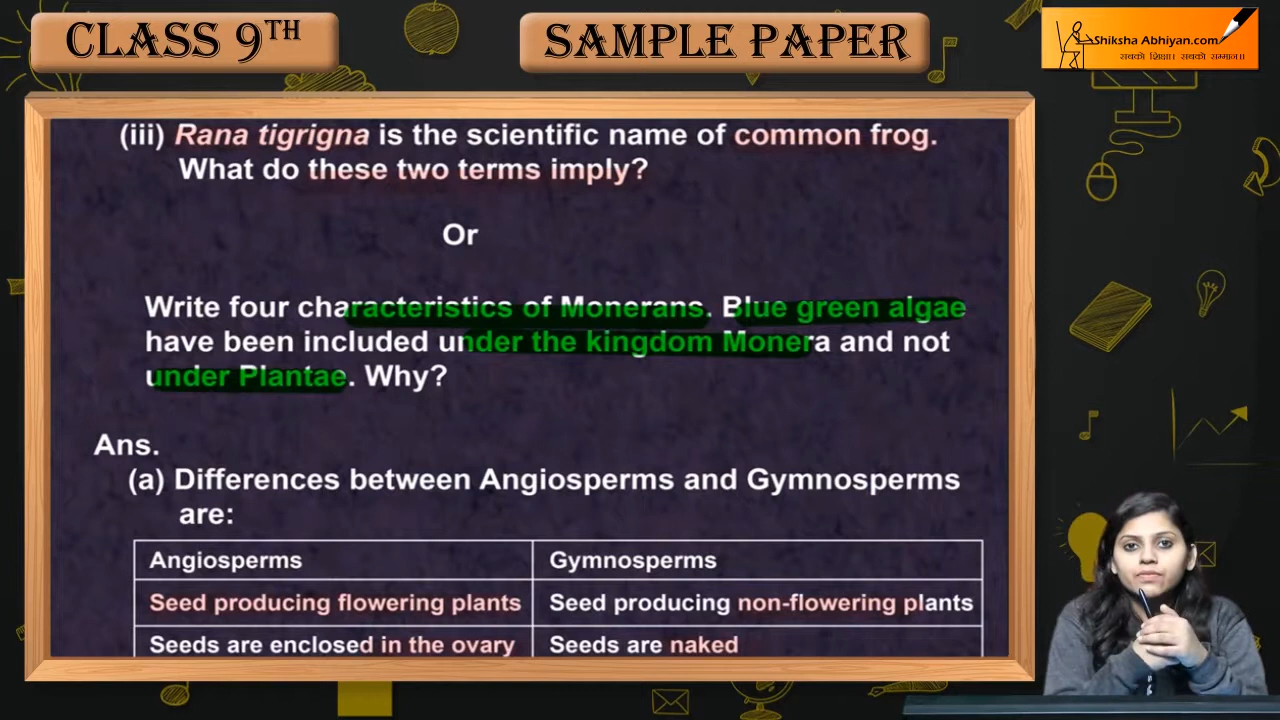 CLASS 9TH
SAMPLE PAPER
Shiksha Abhiyan.com
सबको शिक्षा। सबको सम्मान॥
(iii) Rana tigrigna is the scientific name of common frog.
What do these two terms imply?
Or
Write four characteristics of Monerans. Blue green algae
have been included under the kingdom Monera and not
under Plantae. Why?
Ans.
(a) Differences between Angiosperms and Gymnosperms
are:
Angiosperms Gymnosperms
Seed producing flowering plants Seed producing non-flowering plants
Seeds are enclosed in the ovary Seeds are naked